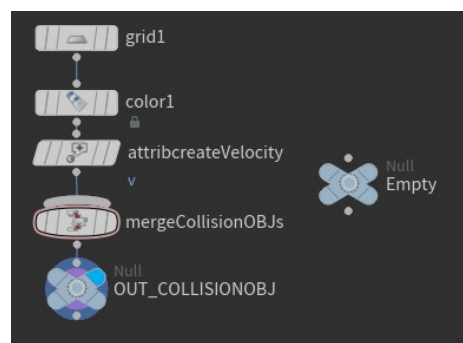 grid1
color1
attribcreateVelocity
v
Null
Empty
mergeCollisionOBJs
Null
OUT_COLLISIONOBJ